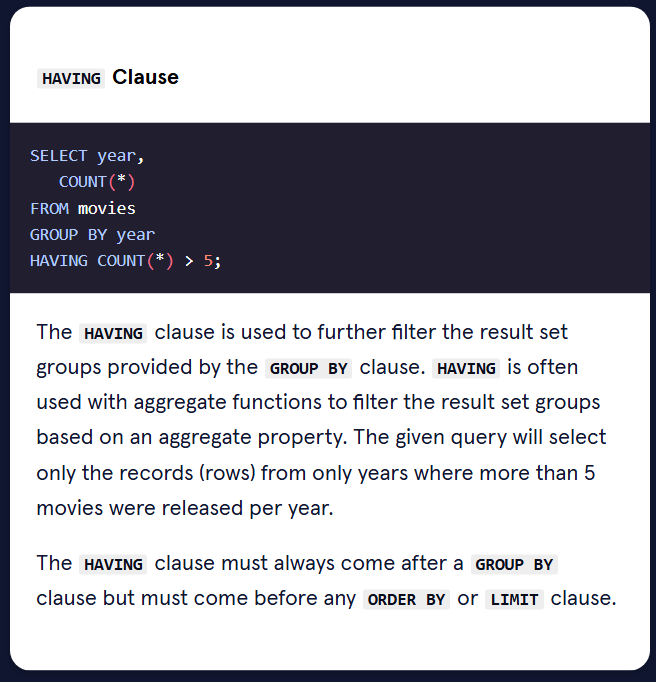 HAVING Clause
SELECT year,
   COUNT(*)
FROM movies
GROUP BY year
HAVING COUNT(*) > 5;
The HAVING clause is used to further filter the result set
groups provided by the GROUP BY clause. HAVING is often
used with aggregate functions to filter the result set groups
based on an aggregate property. The given query will select
only the records (rows) from only years where more than 5
movies were released per year.
The HAVING clause must always come after a GROUP BY
clause but must come before any ORDER BY or LIMIT clause.